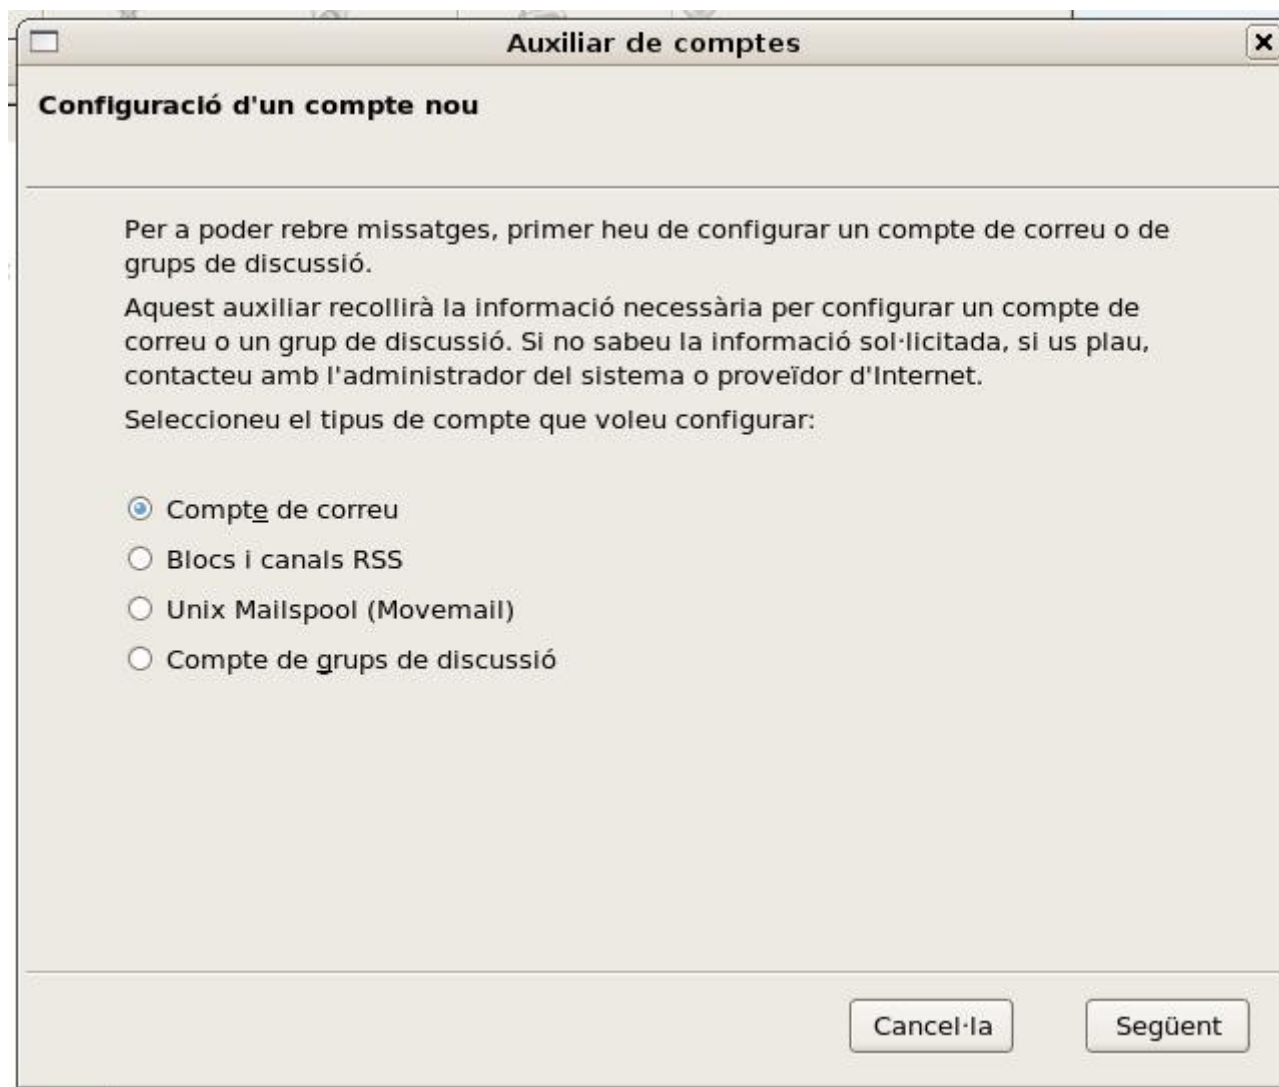 Auxiliar de comptes
Configuració d'un compte nou
Per a poder rebre missatges, primer heu de configurar un compte de correu o de
grups de discussió.
Aquest auxiliar recollirà la informació necessària per configurar un compte de
correu o un grup de discussió. Si no sabeu la informació sol·licitada, si us plau,
contacteu amb l'administrador del sistema o proveïdor d'Internet.
Seleccioneu el tipus de compte que voleu configurar:
Compte de correu
Blocs i canals RSS
Unix Mailspool (Movemail)
Compte de grups de discussió
Cancel·la
Següent